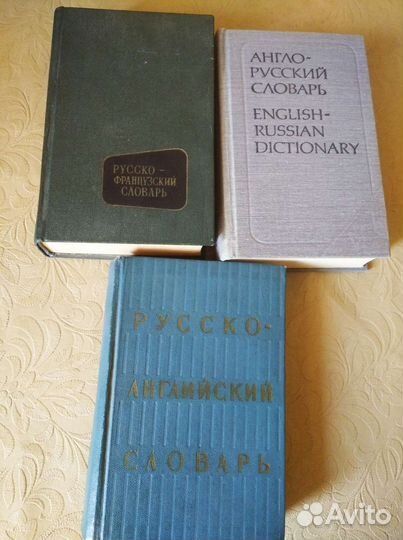 РУССКО –
ФРАНЦУЗСКИЙ
СЛОВАРЬ
АНГЛО-
РУССКИЙ
СЛОВАРЬ
ENGLISH-
RUSSIAN
DICTIONARY
РУССКО-
АНГЛИЙСКИЙ
СЛОВАРЬ
Avito